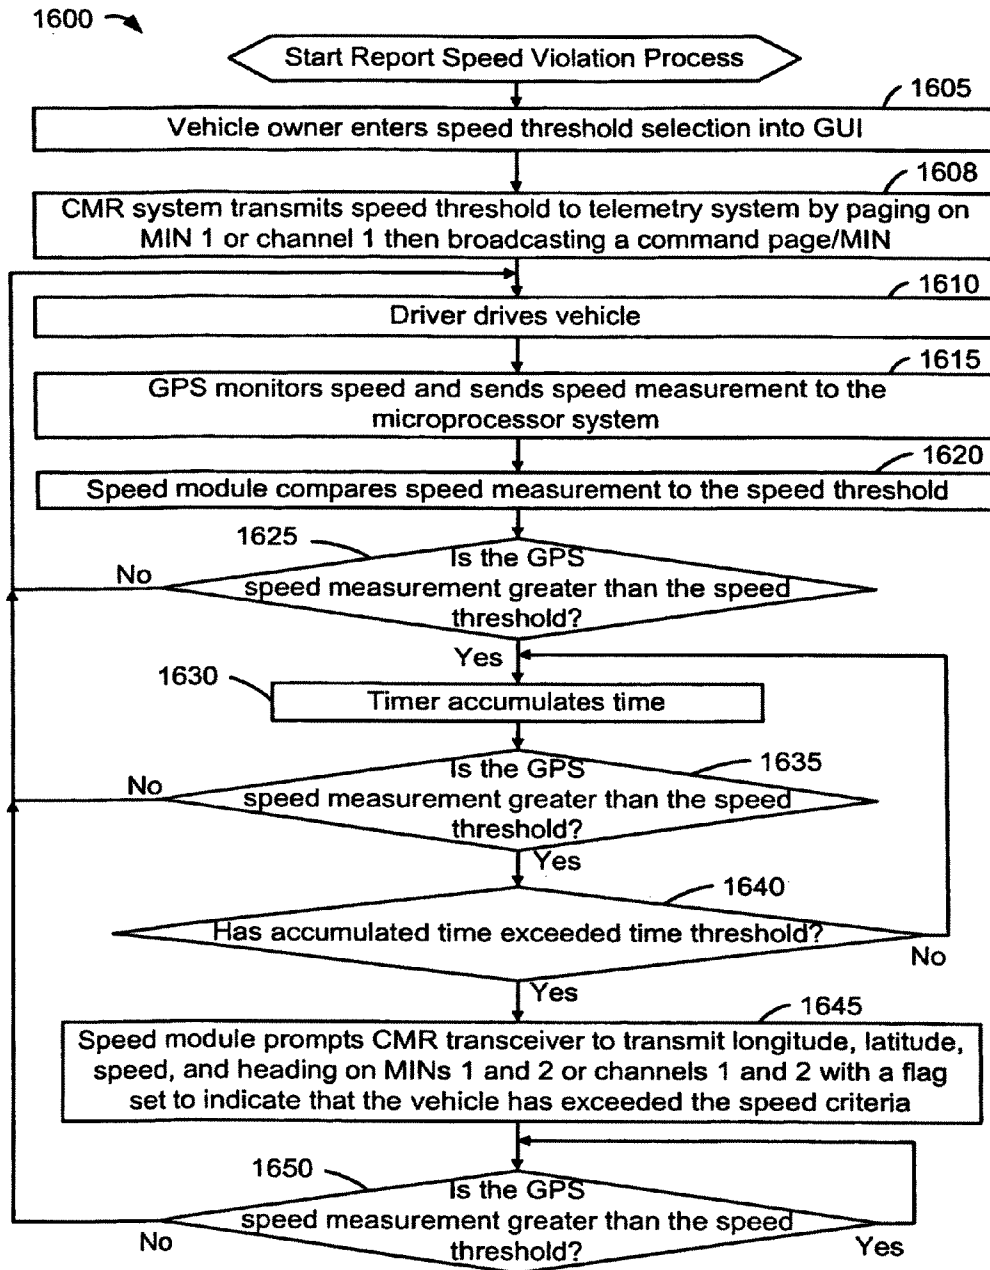 1600
Start Report Speed Violation Process
1605
Vehicle owner enters speed threshold selection into GUI
1608
CMR system transmits speed threshold to telemetry system by paging on
MIN 1 or channel 1 then broadcasting a command page/MIN
1610
Driver drives vehicle
1615
GPS monitors speed and sends speed measurement to the
microprocessor system
1620
Speed module compares speed measurement to the speed threshold
1625
Is the GPS
No
speed measurement greater than the speed
threshold?
Yes
1630
Timer accumulates time
1635
Is the GPS
No
speed measurement greater than the speed
threshold?
Yes
1640
Has accumulated time exceeded time threshold?
No
Yes
1645
Speed module prompts CMR transceiver to transmit longitude, latitude,
speed, and heading on MINs 1 and 2 or channels 1 and 2 with a flag
set to indicate that the vehicle has exceeded the speed criteria
1650
Is the GPS
speed measurement greater than the speed
No
threshold?
Yes